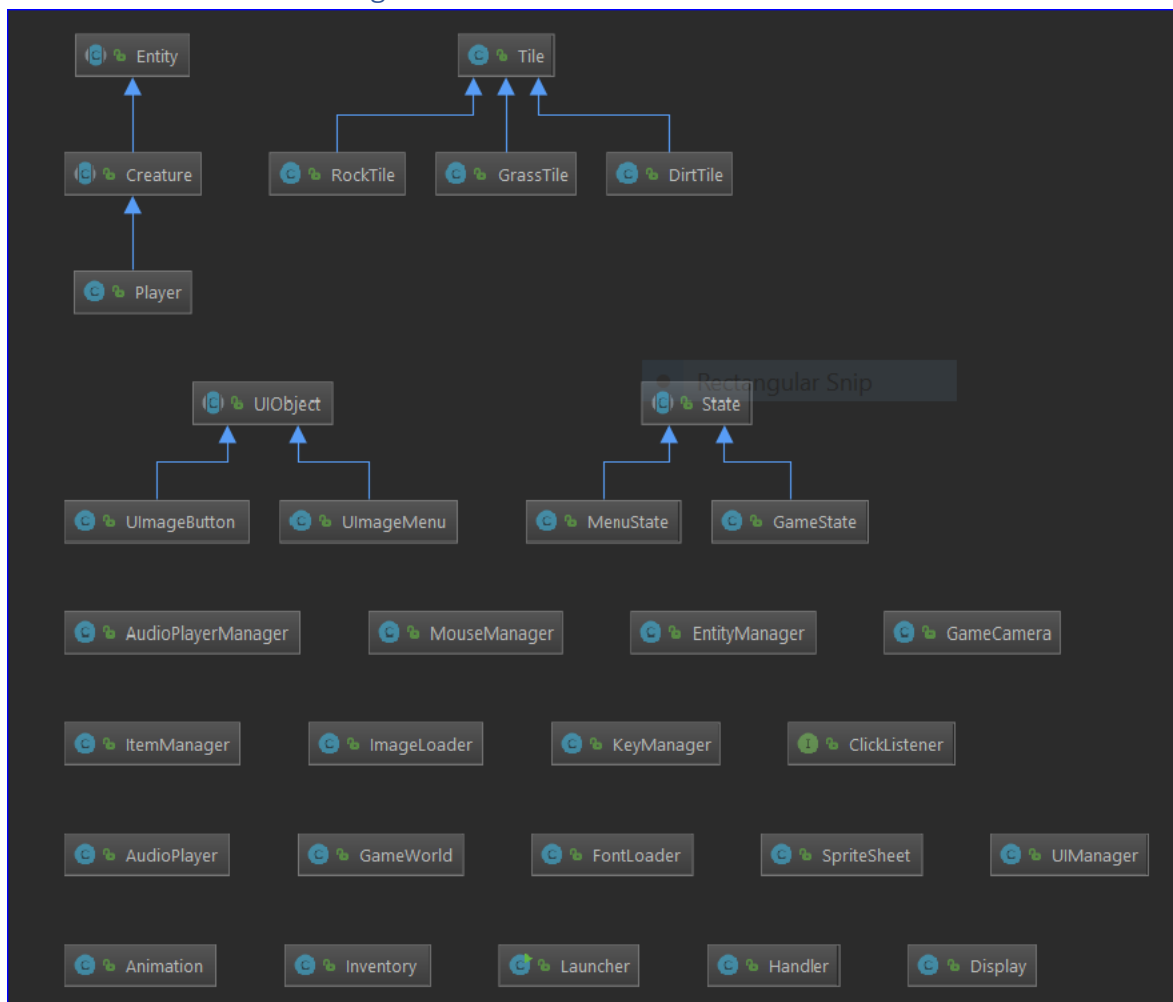 Entity Tile
Creature RockTile GrassTile DirtTile
Player
Rectangular Snip
UIObject State
UImageButton UImageMenu MenuState GameState
AudioPlayerManager MouseManager EntityManager GameCamera
ItemManager ImageLoader KeyManager ClickListener
AudioPlayer GameWorld FontLoader SpriteSheet UIManager
Animation Inventory Launcher Handler Display